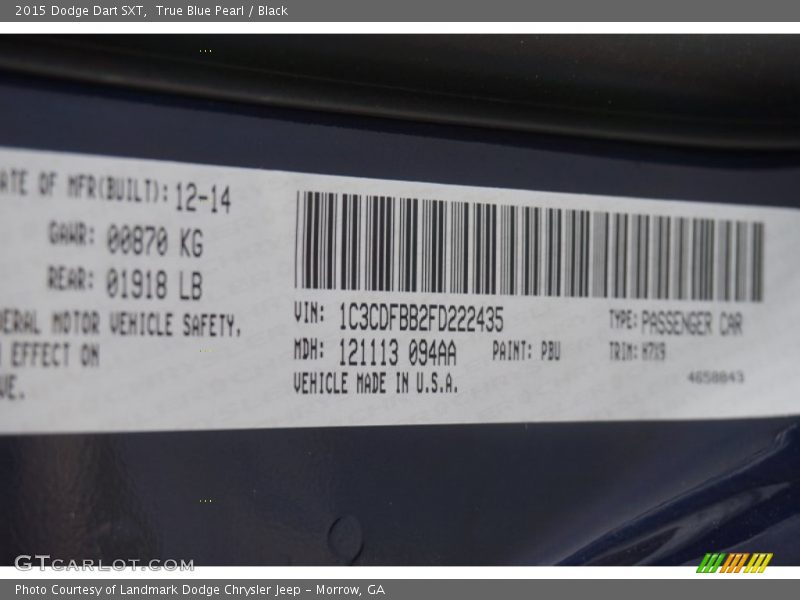 2015 Dodge Dart SXT,  True Blue Pearl / Black
ATE OF MFR(BUILT): 12-14
GAWR: 00870 KG
REAR: 01918 LB
DERAL MOTOR VEHICLE SAFETY,
EFFECT ON
VE.
VIN: 1C3CDFBB2FD222435
TYPE: PASSENGER CAR
MDH: 121113 094AA
PAINT: PBU
TRIM: H7X9
VEHICLE MADE IN U.S.A.
4650843
GTCARLOT.COM
Photo Courtesy of Landmark Dodge Chrysler Jeep - Morrow, GA